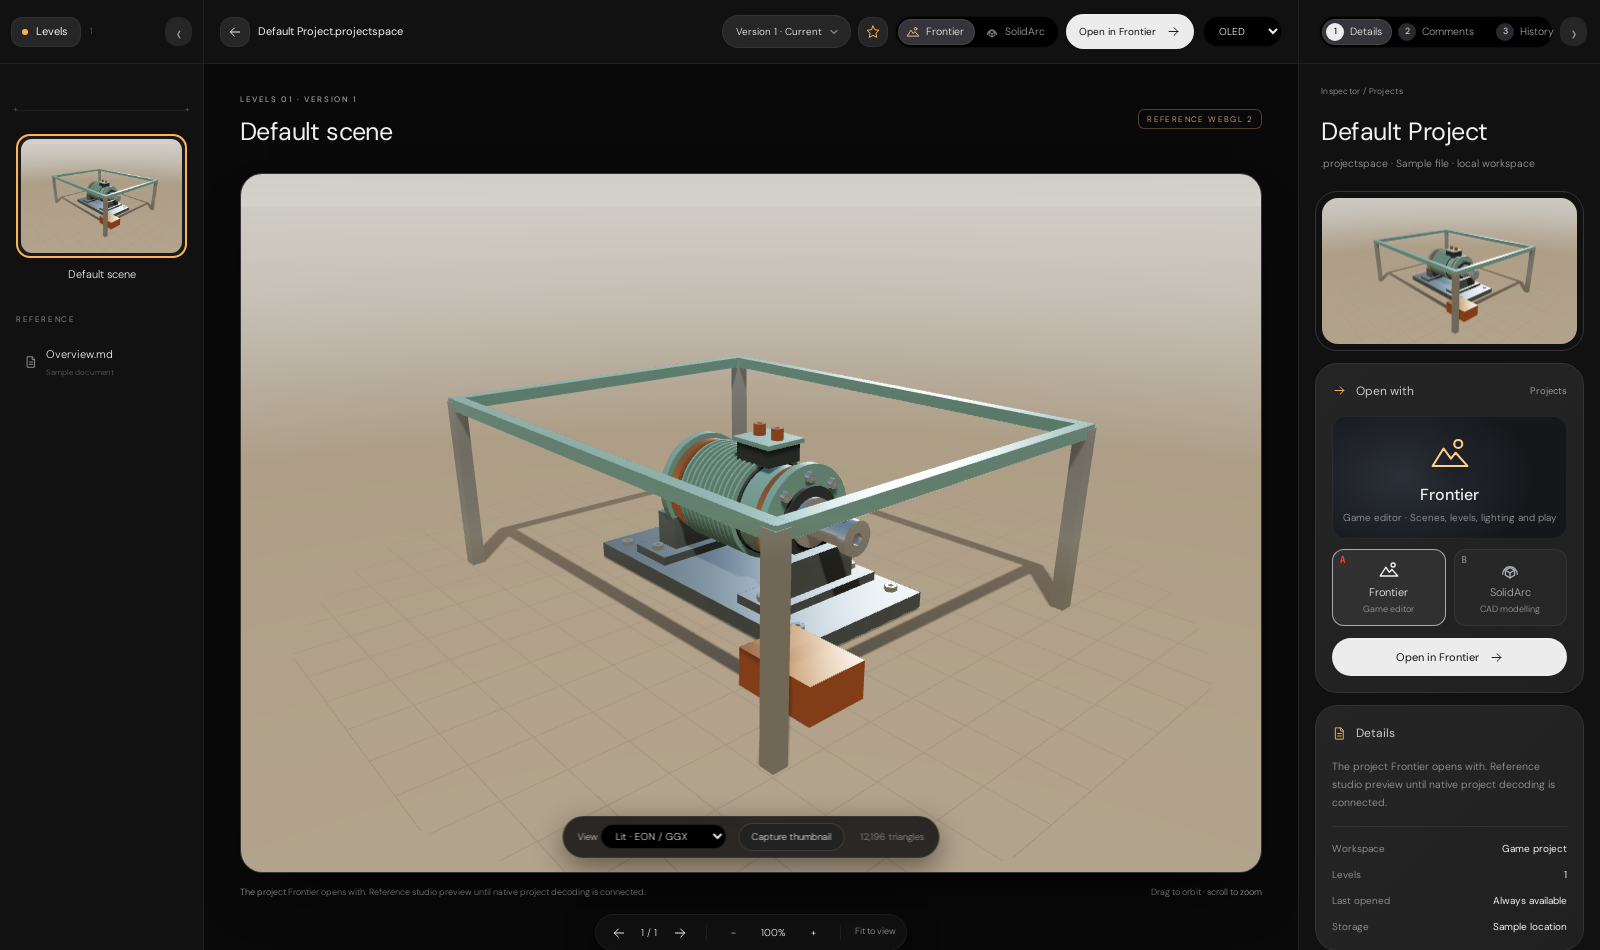 Levels
1
Default Project.projectspace
Version 1 · Current
Frontier
SolidArc
Open in Frontier
OLED
1 Details
2 Comments
3 History
LEVELS 01 · VERSION 1
Default scene
REFERENCE WEBGL 2
Default scene
REFERENCE
Overview.md
Sample document
View
Lit · EON / GGX
Capture thumbnail
12,196 triangles
The project Frontier opens with. Reference studio preview until native project decoding is connected.
Drag to orbit · scroll to zoom
1 / 1
-
100%
+
Fit to view
Inspector / Projects
Default Project
.projectspace · Sample file · local workspace
Open with
Projects
Frontier
Game editor · Scenes, levels, lighting and play
A
Frontier
Game editor
B
SolidArc
CAD modelling
Open in Frontier
Details
The project Frontier opens with. Reference
studio preview until native project decoding is
connected.
Workspace
Game project
Levels
1
Last opened
Always available
Storage
Sample location